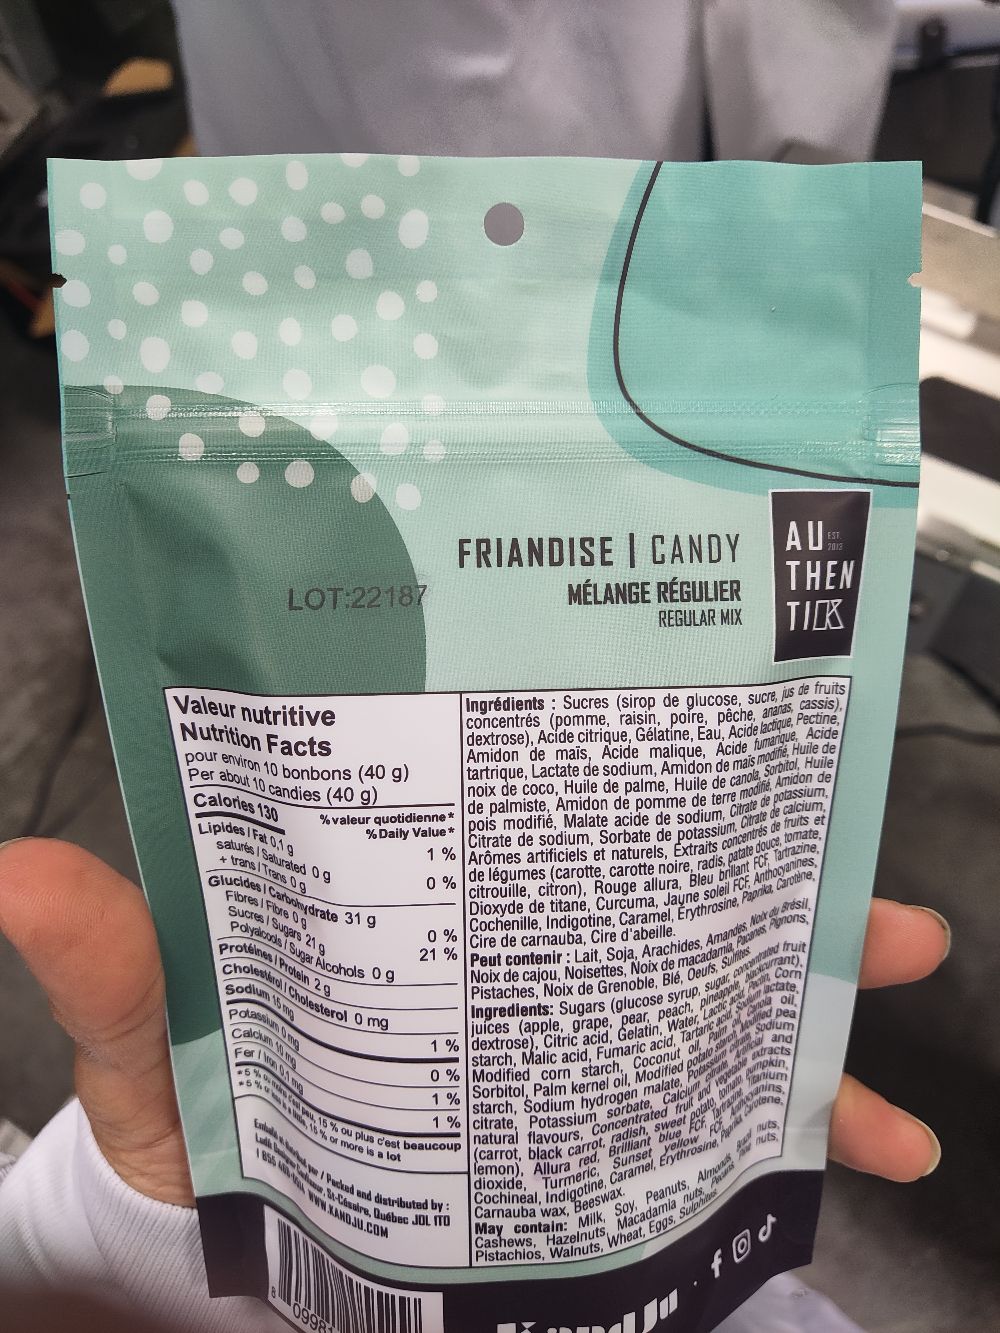 FRIANDISE | CANDY
MÉLANGE RÉGULIER
REGULAR MIX
AU
EST.
2013
THEN
TIK
LOT:22187
Valeur nutritive
Nutrition Facts
pour environ 10 bonbons (40 g)
Per about 10 candies (40 g)
Calories 130
% valeur quotidienne*
% Daily Value*
Lipides / Fat 0,1 g 1 %
saturés / Saturated 0 g
+ trans / Trans 0 g 0 %
Glucides / Carbohydrate 31 g
Fibres / Fibre 0 g 0 %
Sucres / Sugars 21 g 21 %
Polyalcools / Sugar Alcohols 0 g
Protéines / Protein 2 g
Cholestérol / Cholesterol 0 mg
Sodium 15 mg 1 %
Potassium 0 mg 0 %
Calcium 10 mg 1 %
Fer / Iron 0,1 mg 1 %
*5 % ou moins c'est peu, 15 % ou plus c'est beaucoup
*5 % or less is a little, 15 % or more is a lot
Emballé et distribué par / Packed and distributed by :
St-Césaire, Québec J0L 1T0
WWW.KANDJU.COM
Ingrédients : Sucres (sirop de glucose, sucre, jus de fruits
concentrés (pomme, raisin, poire, pêche, ananas, cassis),
dextrose), Acide citrique, Gélatine, Eau, Acide lactique, Pectine,
Amidon de maïs, Acide malique, Acide fumarique, Acide
tartrique, Lactate de sodium, Amidon de maïs modifié, Huile de
noix de coco, Huile de palme, Huile de canola, Sorbitol, Huile
de palmiste, Amidon de pomme de terre modifié, Amidon de
pois modifié, Malate acide de sodium, Citrate de potassium,
Citrate de sodium, Sorbate de potassium, Citrate de calcium,
Arômes artificiels et naturels, Extraits concentrés de fruits et
de légumes (carotte, carotte noire, radis, patate douce, tomate,
citrouille, citron), Rouge allura, Bleu brillant FCF, Tartrazine,
Dioxyde de titane, Curcuma, Jaune soleil FCF, Anthocyanines,
Cochenille, Indigotine, Caramel, Érythrosine, Paprika, Carotène,
Cire de carnauba, Cire d'abeille.
Peut contenir : Lait, Soja, Arachides, Amandes, Noix du Brésil,
Noix de cajou, Noisettes, Noix de macadamia, Pacanes, Pignons,
Pistaches, Noix de Grenoble, Blé, Oeufs, Sulfites.
Ingredients: Sugars (glucose syrup, sugar, concentrated fruit
juices (apple, grape, pear, peach, pineapple, blackcurrant),
dextrose), Citric acid, Gelatin, Water, Lactic acid, Pectin, Corn
starch, Malic acid, Fumaric acid, Tartaric acid, Sodium lactate,
Modified corn starch, Coconut oil, Palm oil, Canola oil,
Sorbitol, Palm kernel oil, Modified potato starch, Modified pea
starch, Sodium hydrogen malate, Potassium citrate, Sodium
citrate, Potassium sorbate, Calcium citrate, Artificial and
natural flavours, Concentrated fruit and vegetable extracts
(carrot, black carrot, radish, sweet potato, tomato, pumpkin,
lemon), Allura red, Brilliant blue FCF, Tartrazine, Titanium
dioxide, Turmeric, Sunset yellow FCF, Anthocyanins,
Cochineal, Indigotine, Caramel, Erythrosine, Paprika, Carotene,
Carnauba wax, Beeswax.
May contain: Milk, Soy, Peanuts, Almonds, Brazil nuts,
Cashews, Hazelnuts, Macadamia nuts, Pecans, Pine nuts,
Pistachios, Walnuts, Wheat, Eggs, Sulphites.
KandJu